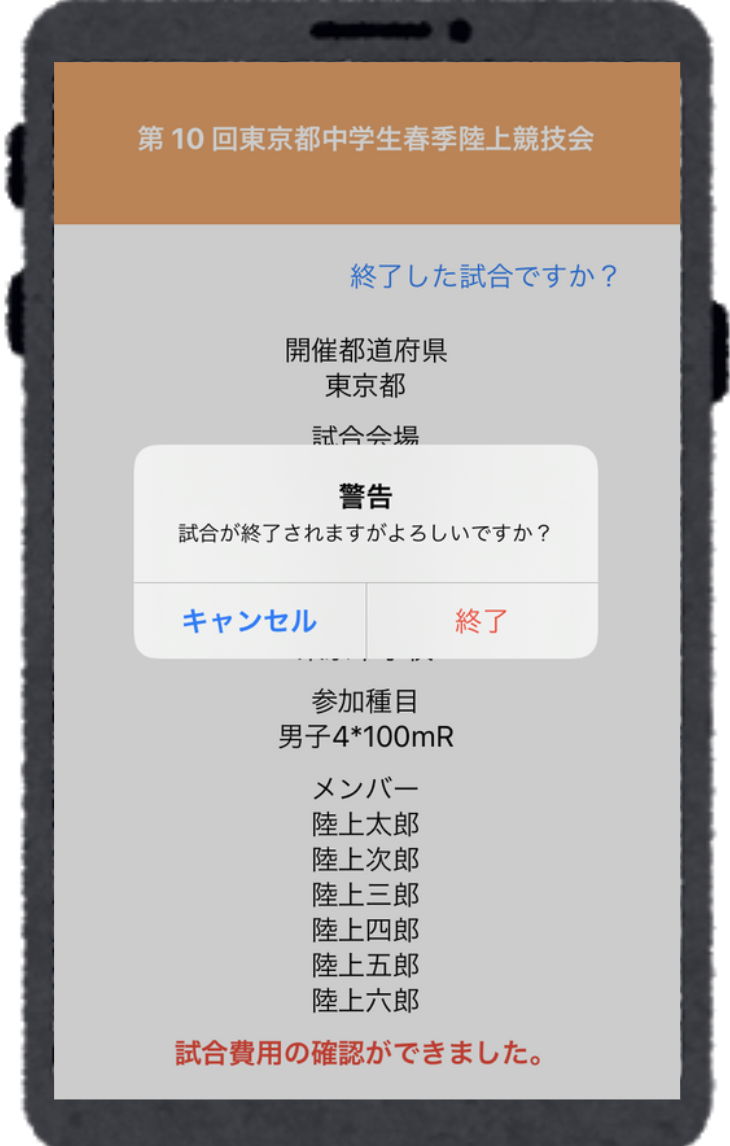 第 10 回東京都中学生春季陸上競技会
終了した試合ですか？
開催都道府県
東京都
試合会場
警告
試合が終了されますがよろしいですか？
キャンセル
終了
参加種目
男子4*100mR
メンバー
陸上太郎
陸上次郎
陸上三郎
陸上四郎
陸上五郎
陸上六郎
試合費用の確認ができました。